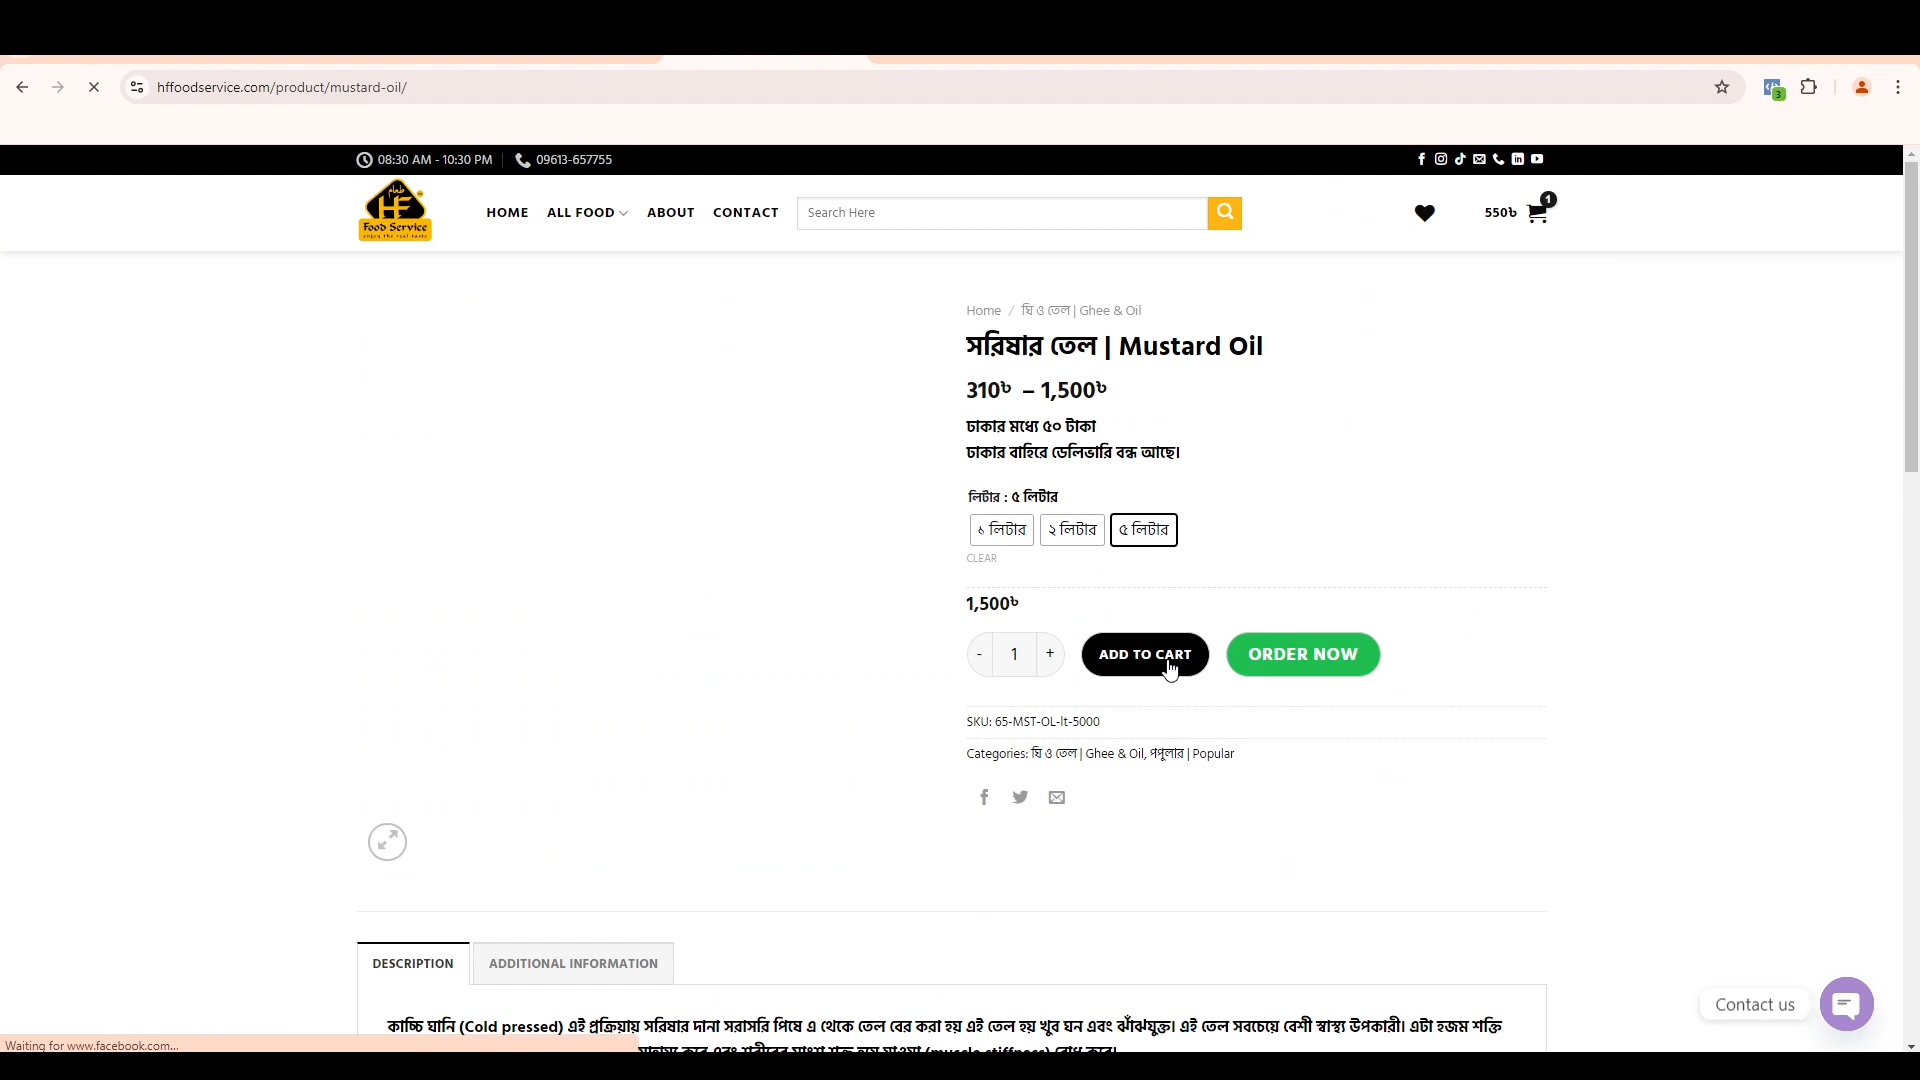 hffoodservice.com/product/mustard-oil/
3
08:30 AM - 10:30 PM
09613-657755
HF
Food Service
HOME ALL FOOD ABOUT CONTACT
Search Here
550৳
1
Home / ঘি ও তেল | Ghee & Oil
সরিষার তেল | Mustard Oil
310৳ – 1,500৳
ঢাকার মধ্যে ৫০ টাকা
ঢাকার বাহিরে ডেলিভারি বন্ধ আছে।
লিটার : ৫ লিটার
১ লিটার ২ লিটার ৫ লিটার
CLEAR
1,500৳
- 1 + ADD TO CART ORDER NOW
SKU: 65-MST-OL-lt-5000
Categories: ঘি ও তেল | Ghee & Oil, পপুলার | Popular
DESCRIPTION ADDITIONAL INFORMATION
Contact us
কাচ্চি ঘানি (Cold pressed) এই প্রক্রিয়ায় সরিষার দানা সরাসরি পিষে এ থেকে তেল বের করা হয় এই তেল হয় খুব ঘন এবং ঝাঁঝযুক্ত। এই তেল সবচেয়ে বেশী স্বাস্থ্য উপকারী। এটা হজম শক্তি
Waiting for www.facebook.com...